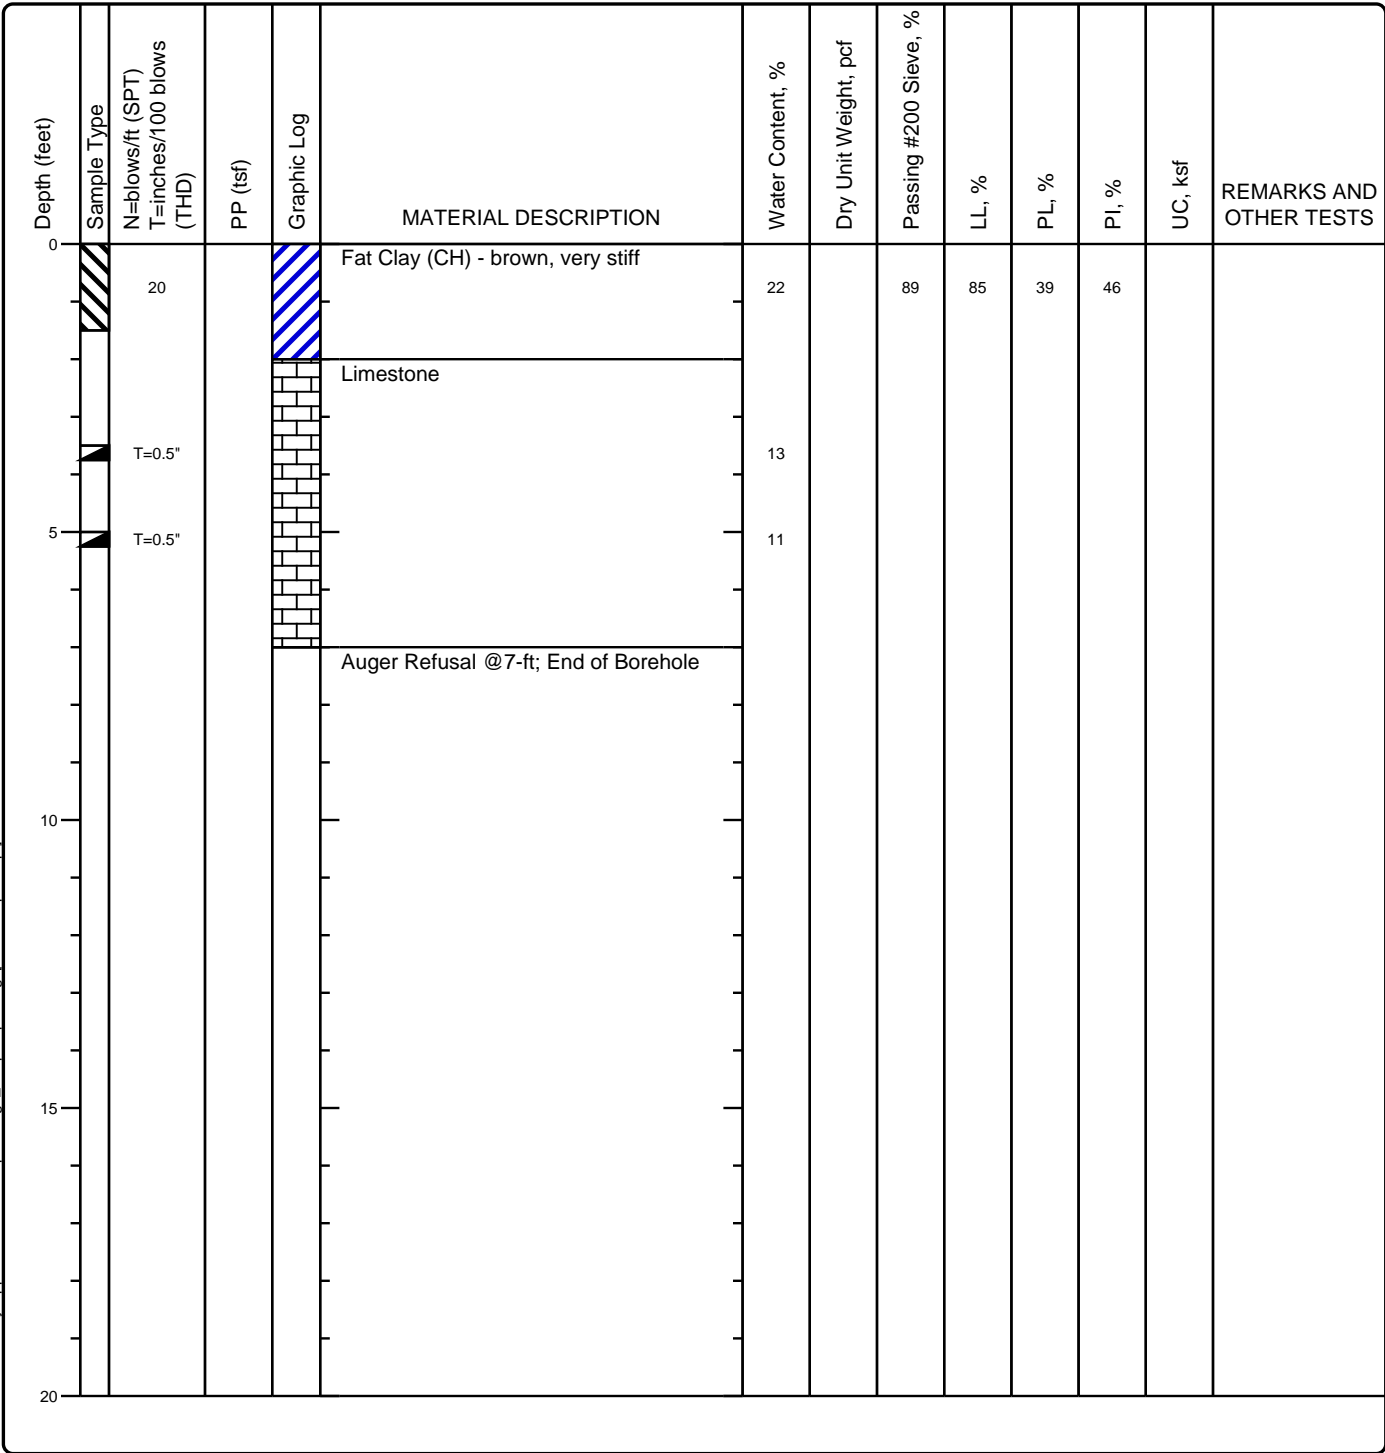 Depth (feet)
Sample Type
N=blows/ft (SPT)
T=inches/100 blows
(THD)
PP (tsf)
Graphic Log
MATERIAL DESCRIPTION
Water Content, %
Dry Unit Weight, pcf
Passing #200 Sieve, %
LL, %
PL, %
PI, %
UC, ksf
REMARKS AND
OTHER TESTS
0
Fat Clay (CH) - brown, very stiff
20
22
89
85
39
46
Limestone
T=0.5"
13
5
T=0.5"
11
Auger Refusal @7-ft; End of Borehole
10
15
20